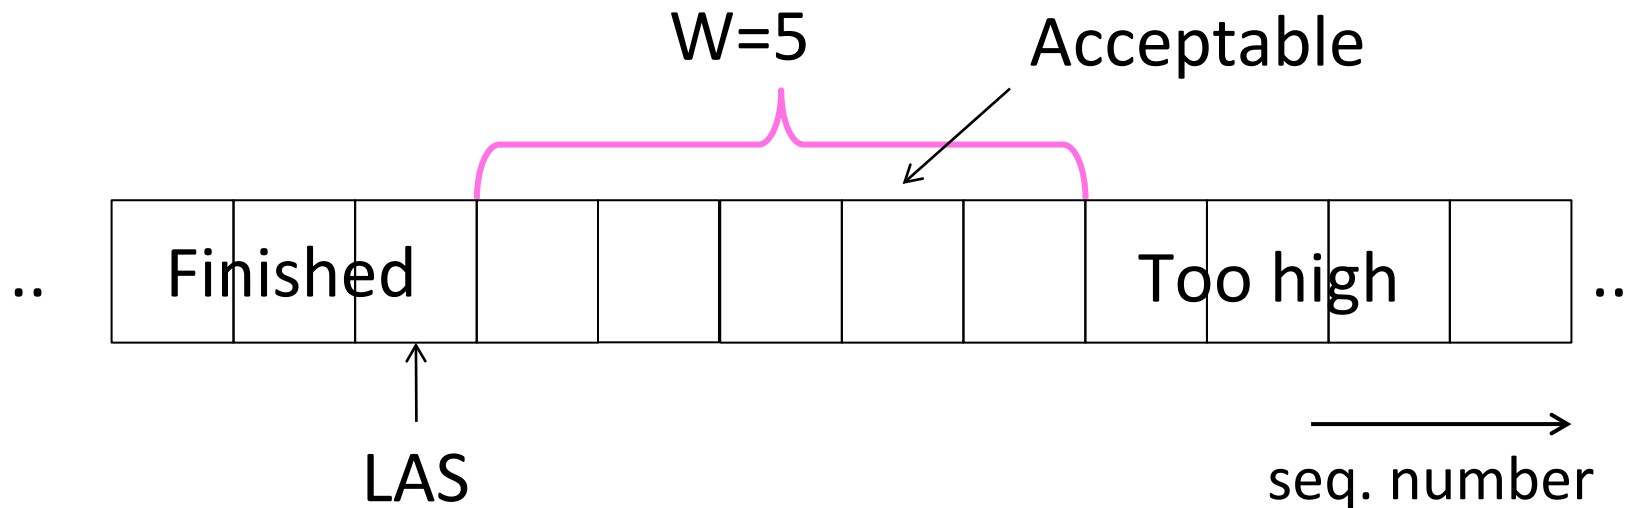 W=5
Acceptable
..
Finished
Too high
..
LAS
seq. number